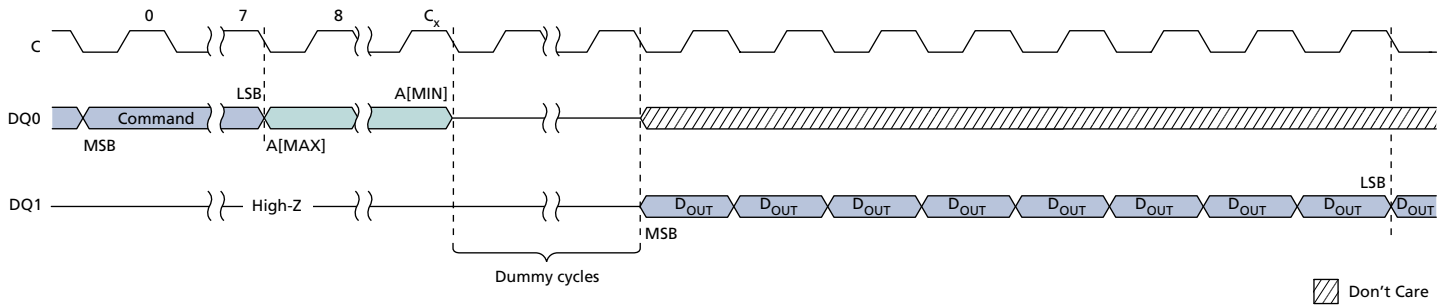 0 7 8 Cx
C
LSB A[MIN]
DQ0 Command
MSB A[MAX]
LSB
DQ1 High-Z DOUT DOUT DOUT DOUT DOUT DOUT DOUT DOUT DOUT
MSB
Dummy cycles
Don't Care